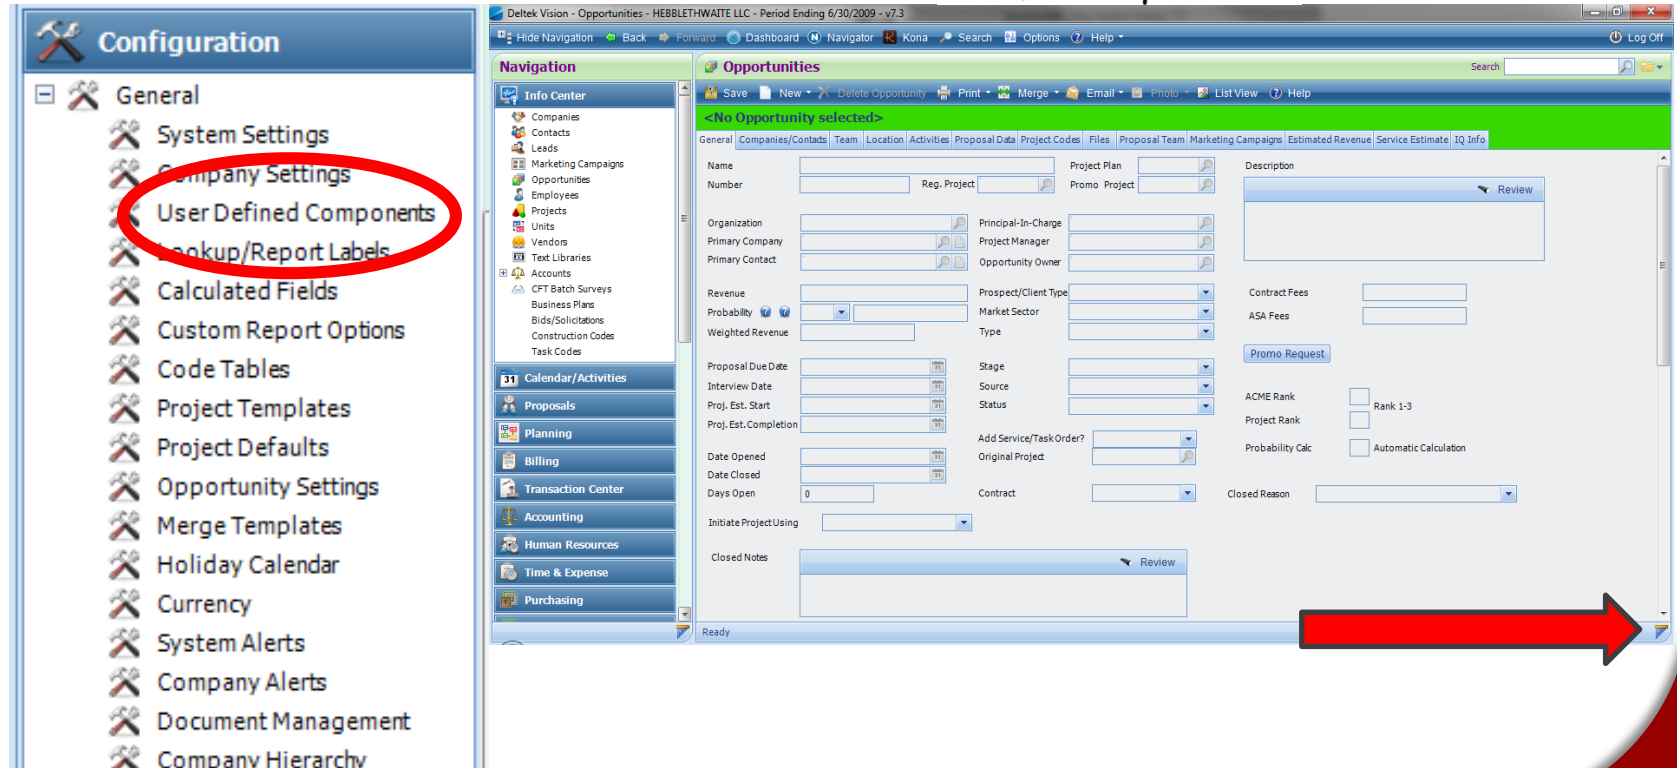 Configuration
General
System Settings
Company Settings
User Defined Components
Lookup/Report Labels
Calculated Fields
Custom Report Options
Code Tables
Project Templates
Project Defaults
Opportunity Settings
Merge Templates
Holiday Calendar
Currency
System Alerts
Company Alerts
Document Management
Company Hierarchy
Deltek Vision - Opportunities - HEBBLETHWAITE LLC - Period Ending 6/30/2009 - v7.3
Hide Navigation Back Forward Dashboard Navigator Kona Search Options Help Log Off
Navigation
Info Center
Companies
Contacts
Leads
Marketing Campaigns
Opportunities
Employees
Projects
Units
Vendors
Text Libraries
Accounts
CFT Batch Surveys
Business Plans
Bids/Solicitations
Construction Codes
Task Codes
31 Calendar/Activities
Proposals
Planning
Billing
Transaction Center
Accounting
Human Resources
Time & Expense
Purchasing
Opportunities Search
Save New Delete Opportunity Print Merge Email Photo List View Help
<No Opportunity selected>
General Companies/Contacts Team Location Activities Proposal Data Project Codes Files Proposal Team Marketing Campaigns Estimated Revenue Service Estimate IQ Info
Name Project Plan Description
Number Reg. Project Promo Project Review
Organization Principal-In-Charge
Primary Company Project Manager
Primary Contact Opportunity Owner
Revenue Prospect/Client Type Contract Fees
Probability Market Sector ASA Fees
Weighted Revenue Type
Promo Request
Proposal Due Date Stage
Interview Date Source
Proj. Est. Start Status ACME Rank Rank 1-3
Proj. Est. Completion Project Rank
Add Service/Task Order?
Date Opened Original Project Probability Calc Automatic Calculation
Date Closed
Days Open 0 Contract Closed Reason
Initiate Project Using
Closed Notes Review
Ready